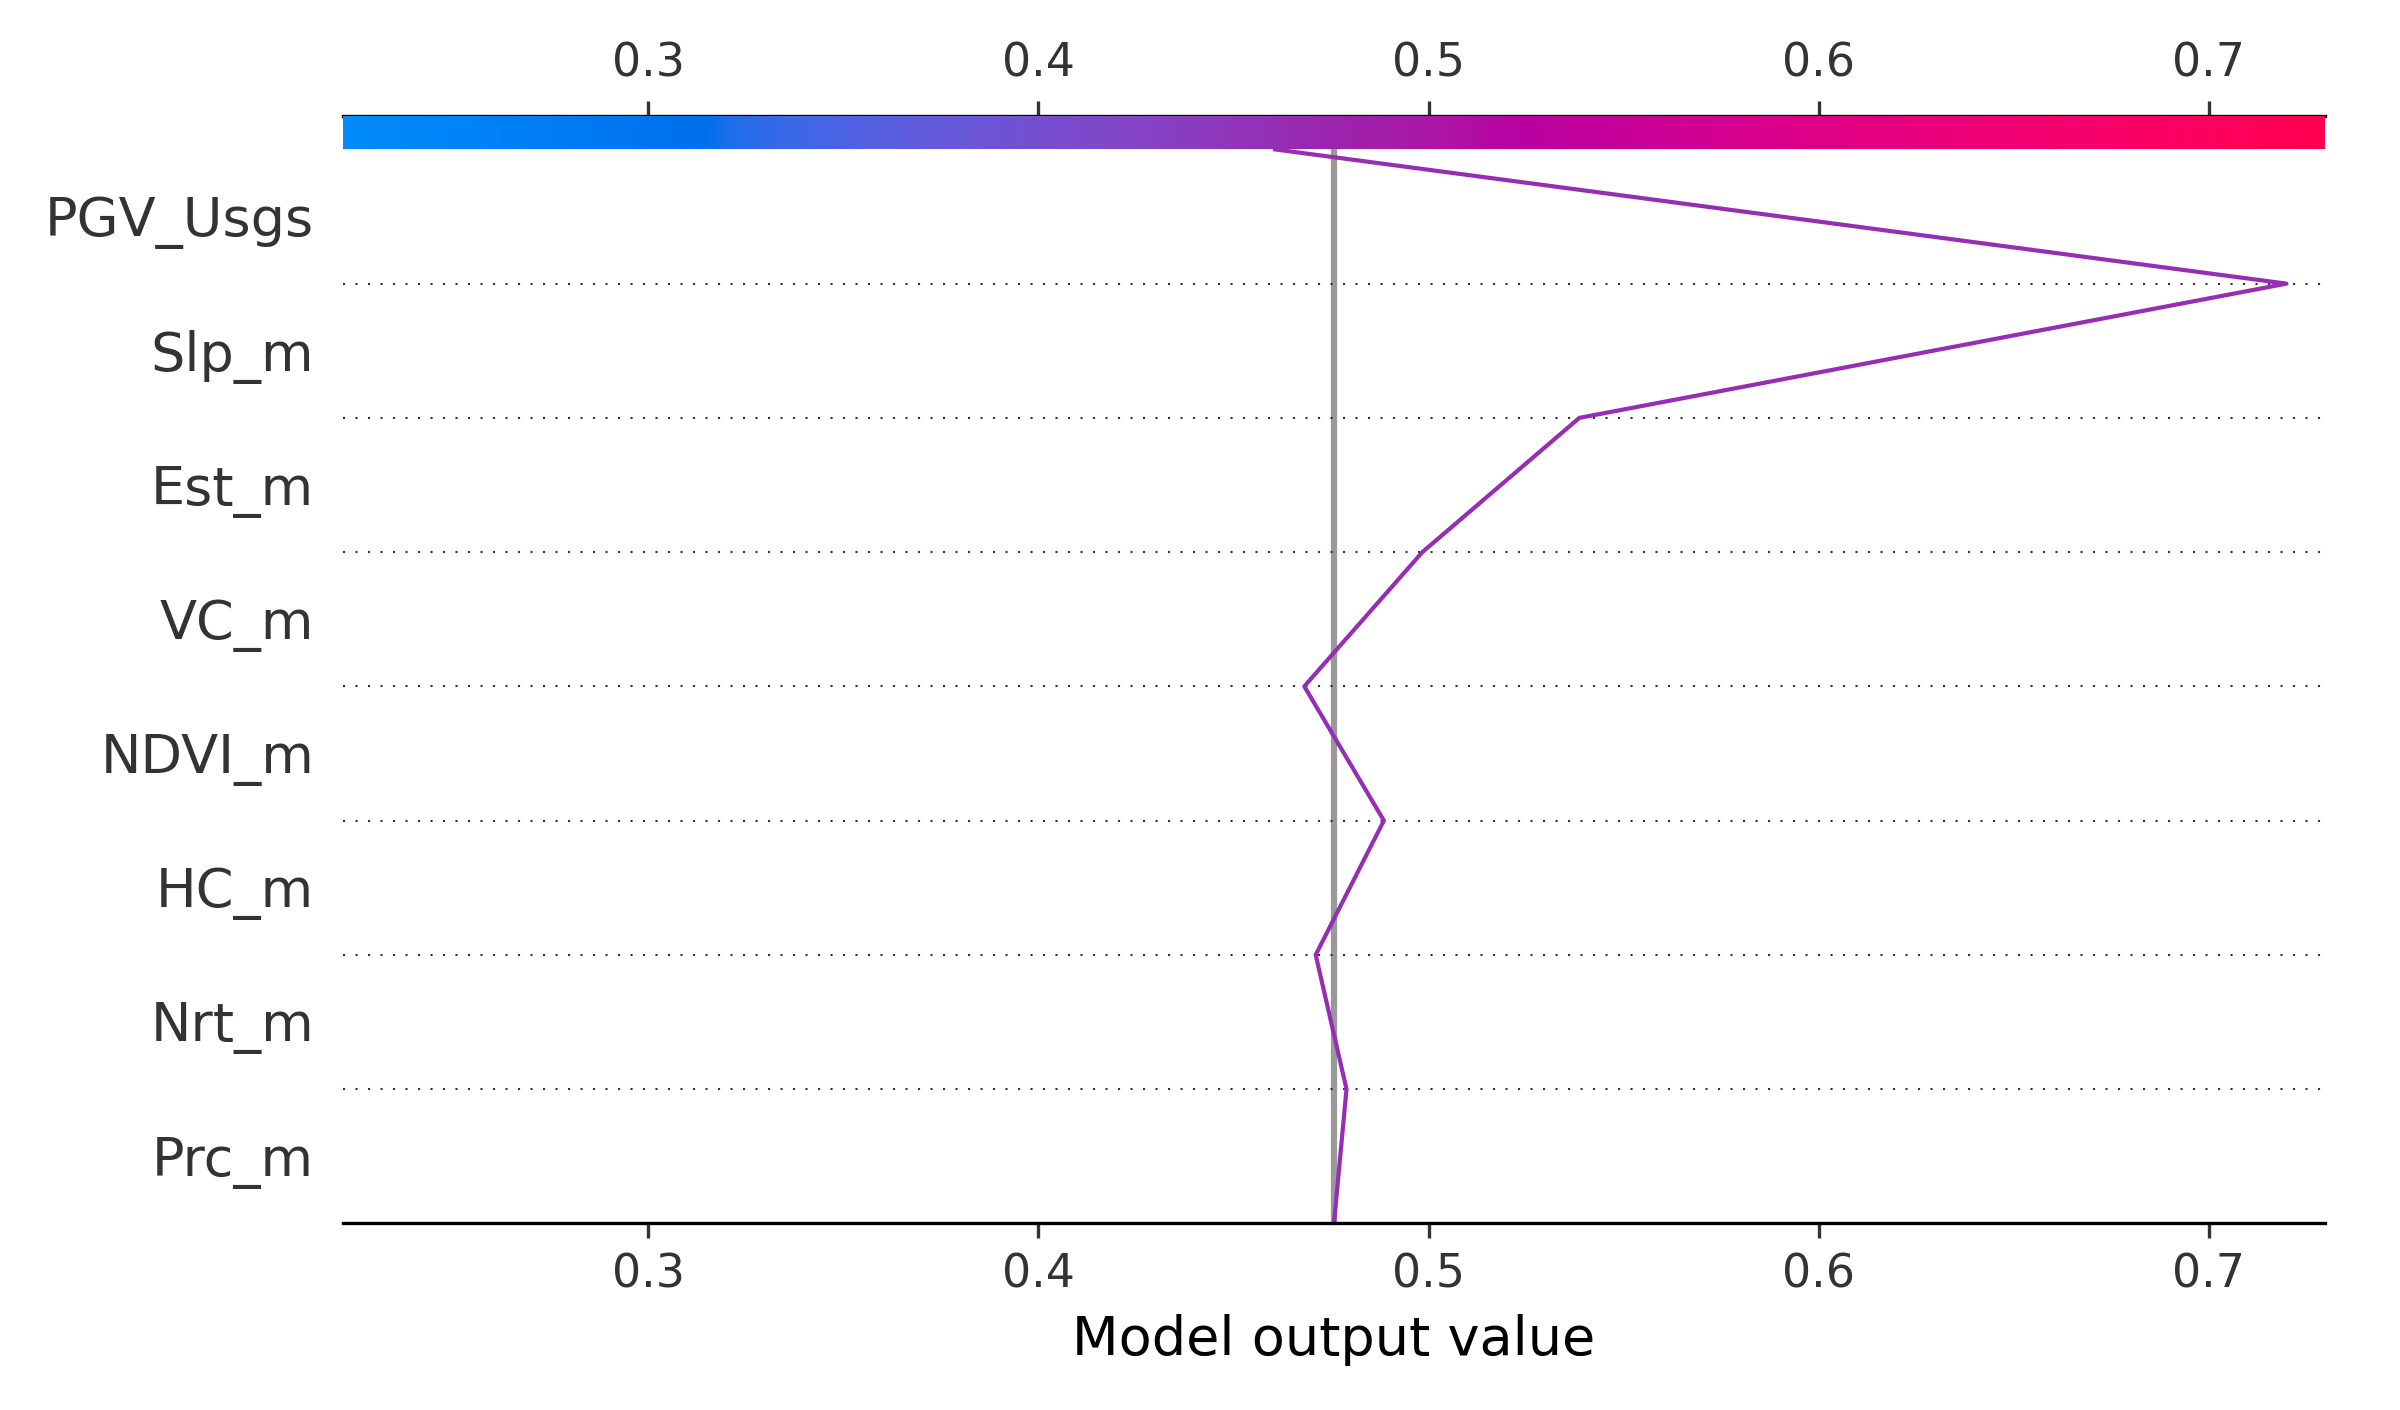 0.3 0.4 0.5 0.6 0.7
PGV_Usgs
Slp_m
Est_m
VC_m
NDVI_m
HC_m
Nrt_m
Prc_m
0.3 0.4 0.5 0.6 0.7
Model output value